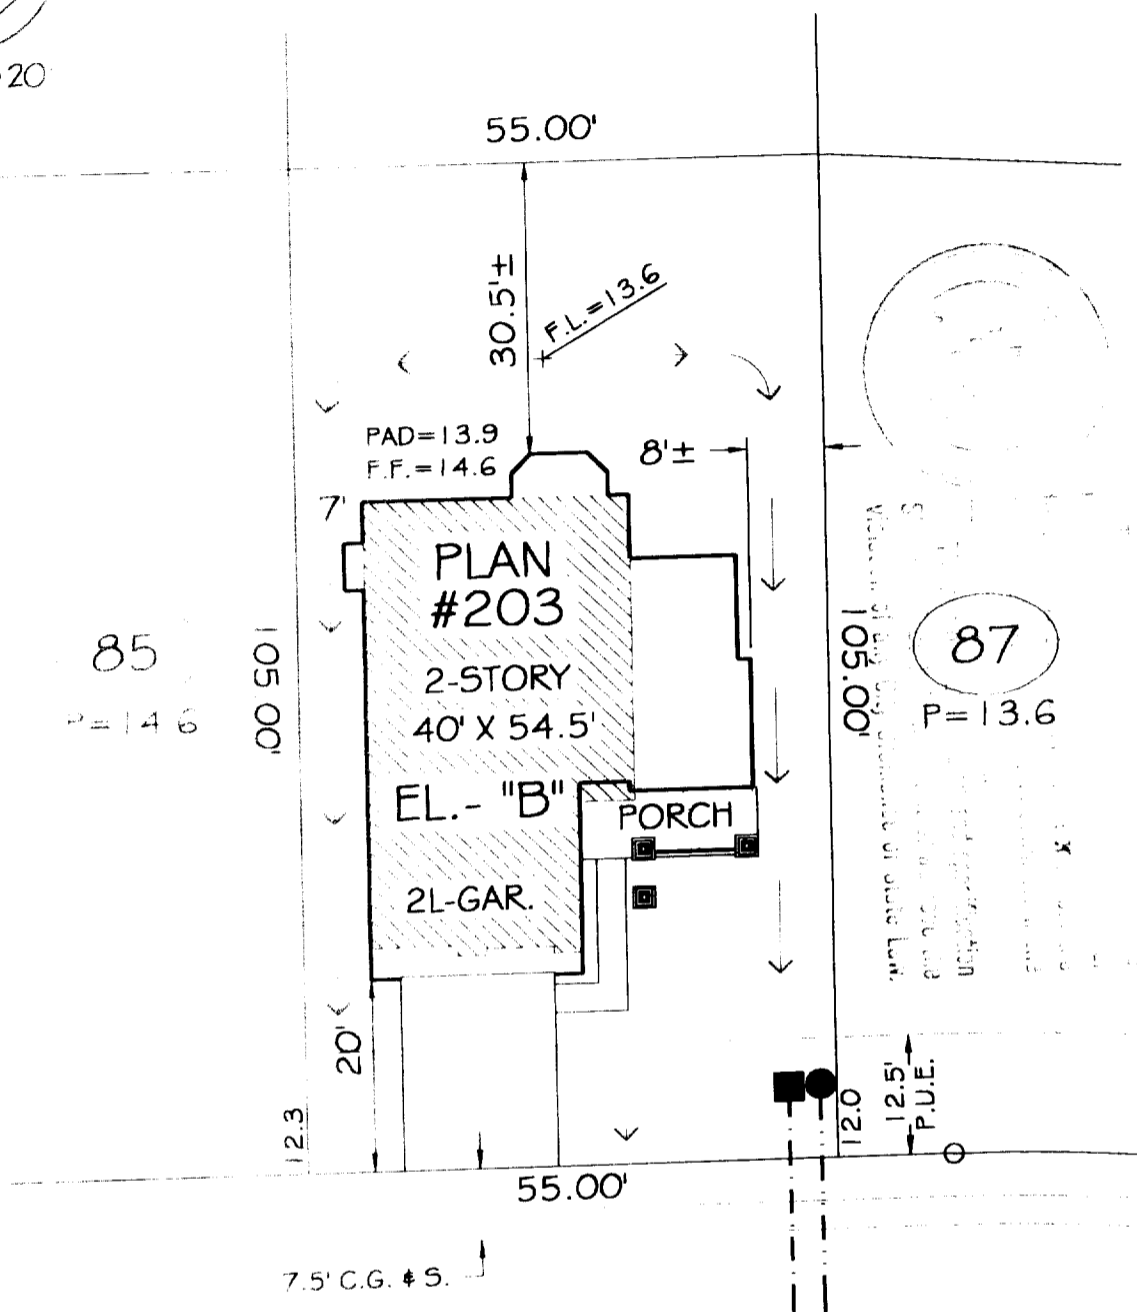 20
55.00'
30.5'±
F.L.=13.6
PAD=13.9
F.F.=14.6
8'±
7'
PLAN
#203
2-STORY
40' X 54.5'
EL.- "B"
PORCH
2L-GAR.
85
P=14.6
105.00'
105.00'
87
P=13.6
20'
12.3
12.0
12.5'
P.U.E.
55.00'
7.5' C.G. & S.